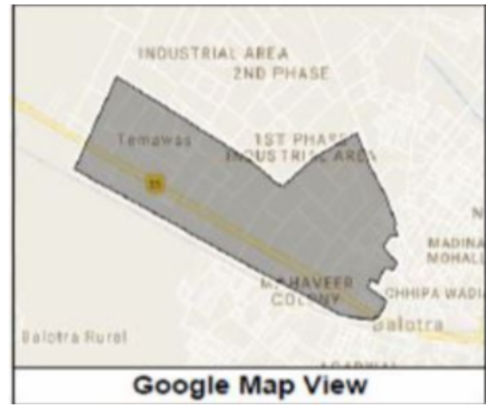 INDUSTRIAL AREA
2ND PHASE
Temawas
1ST PHASE
INDUSTRIAL AREA
N
MADINA
MOHALL
MAHAVEER
COLONY
CHHIPA WADI
Balotra
Balotra Rural
AGARWAL
Google Map View